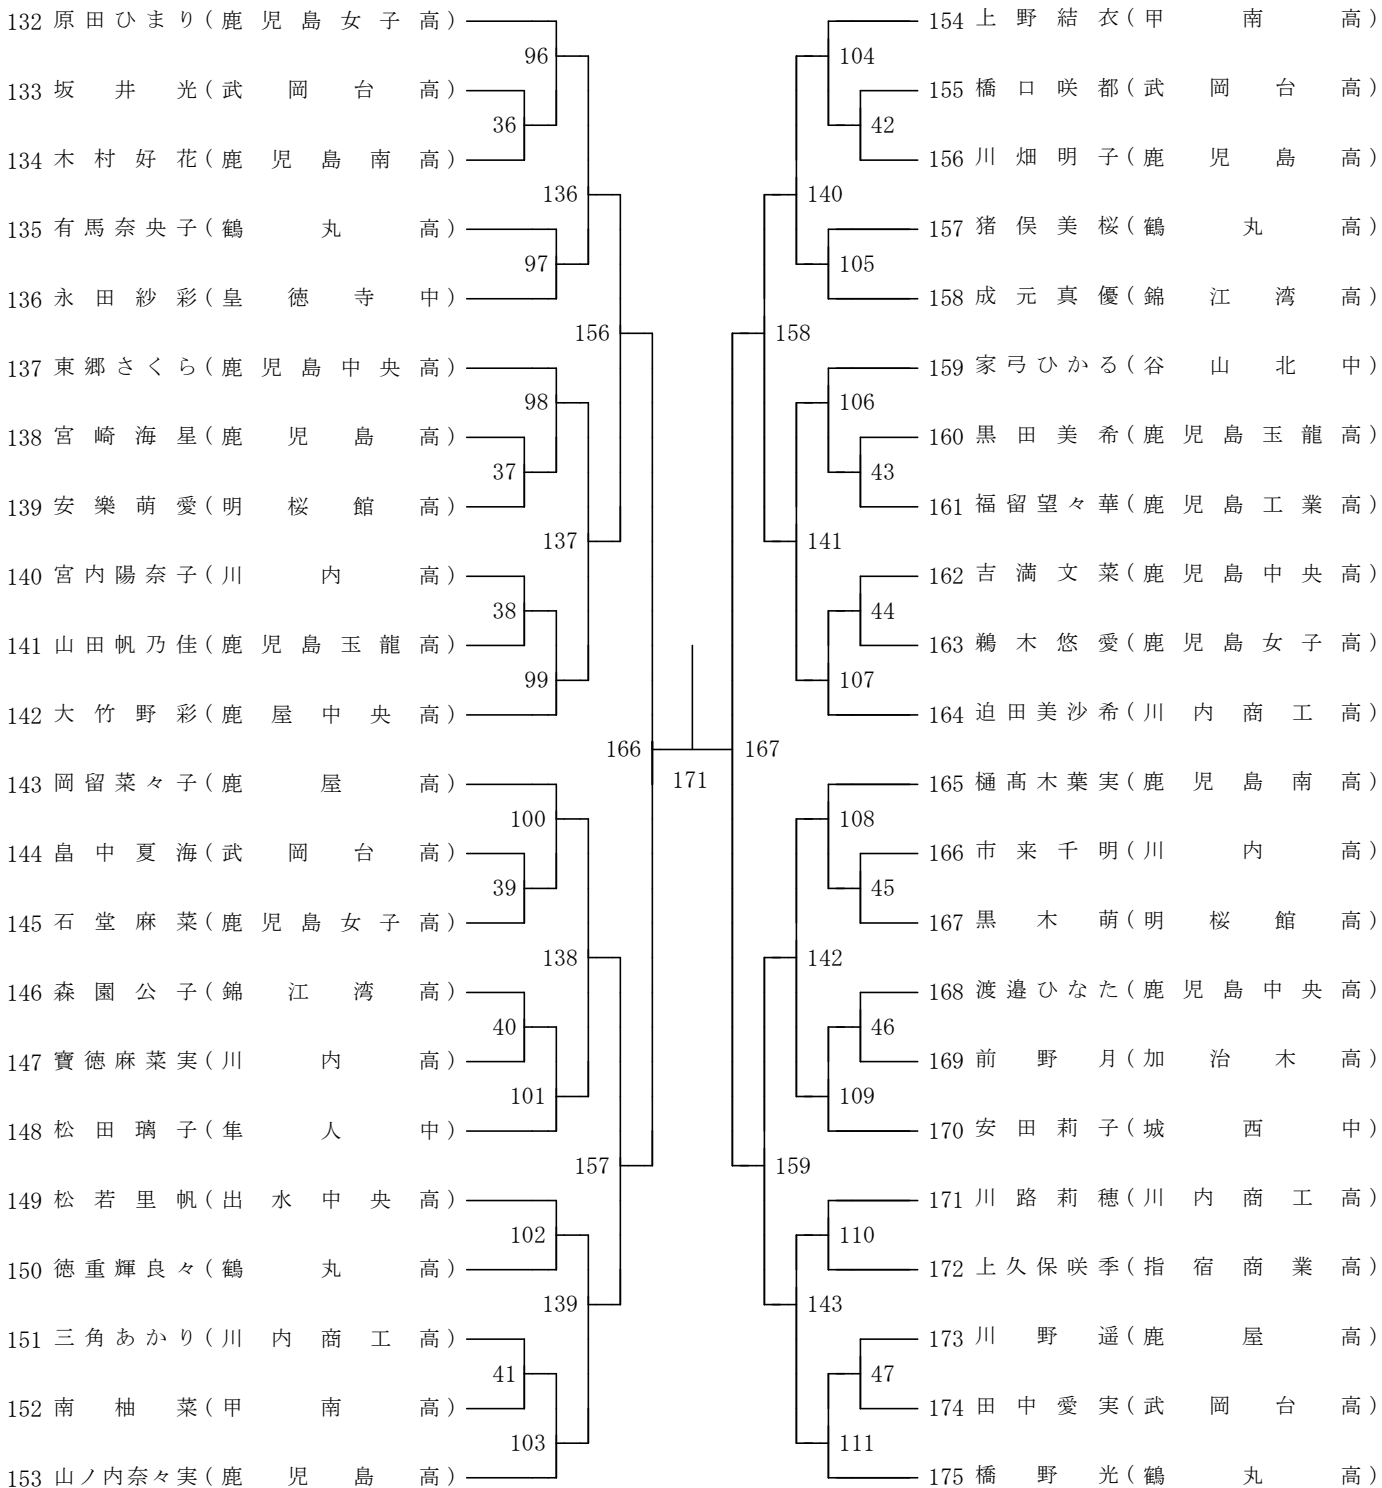 132 原田ひまり(鹿児島女子高)
96
133 坂井光(武岡台高)
36
134 木村好花(鹿児島南高)
136
135 有馬奈央子(鶴丸高)
97
136 永田紗彩(皇徳寺中)
156
137 東郷さくら(鹿児島中央高)
98
138 宮崎海星(鹿児島高)
37
139 安樂萌愛(明桜館高)
137
140 宮内陽奈子(川内高)
38
141 山田帆乃佳(鹿児島玉龍高)
99
142 大竹野彩(鹿屋中央高)
166
143 岡留菜々子(鹿屋高)
100
144 畠中夏海(武岡台高)
39
145 石堂麻菜(鹿児島女子高)
138
146 森園公子(錦江湾高)
40
147 寶徳麻菜実(川内高)
101
148 松田璃子(隼人中)
157
149 松若里帆(出水中央高)
102
150 徳重輝良々(鶴丸高)
139
151 三角あかり(川内商工高)
41
152 南柚菜(甲南高)
103
153 山ノ内奈々実(鹿児島高)
171
154 上野結衣(甲南高)
104
155 橋口咲都(武岡台高)
42
156 川畑明子(鹿児島高)
140
157 猪俣美桜(鶴丸高)
105
158 成元真優(錦江湾高)
158
159 家弓ひかる(谷山北中)
106
160 黒田美希(鹿児島玉龍高)
43
161 福留望々華(鹿児島工業高)
141
162 吉満文菜(鹿児島中央高)
44
163 鵜木悠愛(鹿児島女子高)
107
164 迫田美沙希(川内商工高)
167
165 樋髙木葉実(鹿児島南高)
108
166 市来千明(川内高)
45
167 黒木萌(明桜館高)
142
168 渡邉ひなた(鹿児島中央高)
46
169 前野月(加治木高)
109
170 安田莉子(城西中)
159
171 川路莉穂(川内商工高)
110
172 上久保咲季(指宿商業高)
143
173 川野遥(鹿屋高)
47
174 田中愛実(武岡台高)
111
175 橋野光(鶴丸高)